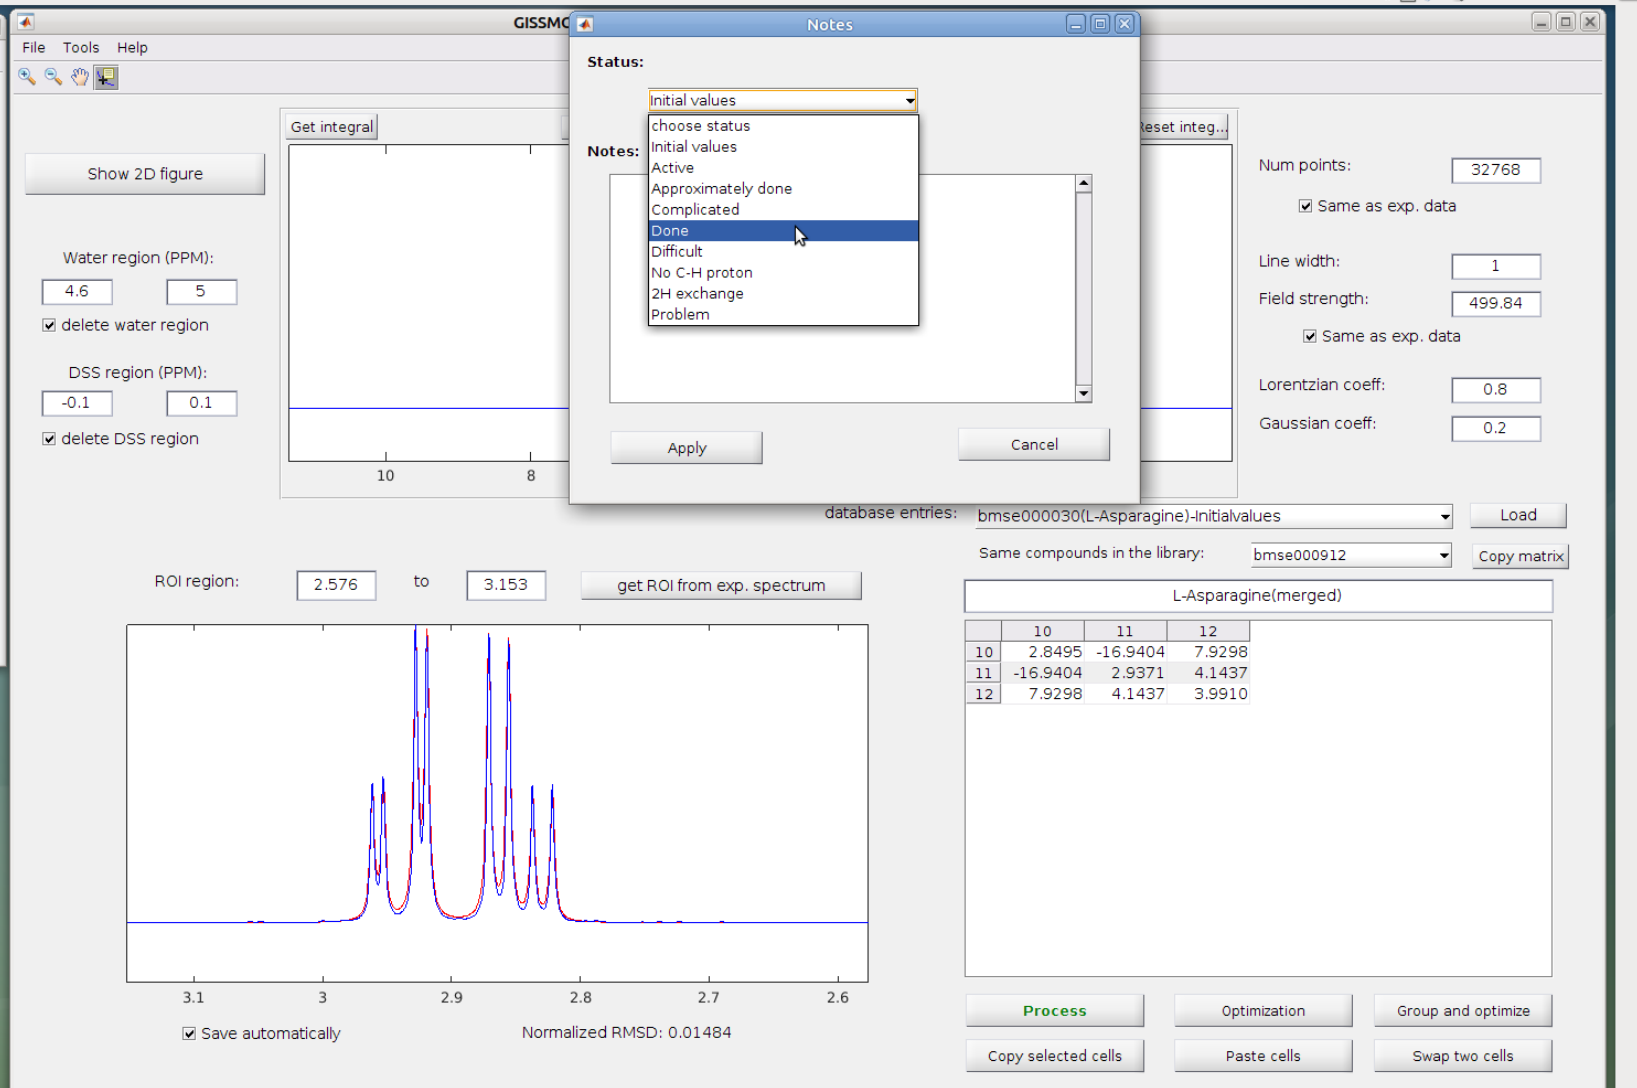 GISSMO
Notes
File Tools Help
Status:
Initial values
choose status
Initial values
Active
Approximately done
Complicated
Done
Difficult
No C-H proton
2H exchange
Problem
Notes:
Apply
Cancel
Get integral
Reset integ...
Show 2D figure
Water region (PPM):
4.6 5
delete water region
DSS region (PPM):
-0.1 0.1
delete DSS region
10 8
Num points: 32768
Same as exp. data
Line width: 1
Field strength: 499.84
Same as exp. data
Lorentzian coeff: 0.8
Gaussian coeff: 0.2
database entries: bmse000030(L-Asparagine)-Initialvalues Load
Same compounds in the library: bmse000912 Copy matrix
ROI region: 2.576 to 3.153 get ROI from exp. spectrum
L-Asparagine(merged)
10 11 12
10 2.8495 -16.9404 7.9298
11 -16.9404 2.9371 4.1437
12 7.9298 4.1437 3.9910
3.1 3 2.9 2.8 2.7 2.6
Save automatically
Normalized RMSD: 0.01484
Process Optimization Group and optimize
Copy selected cells Paste cells Swap two cells